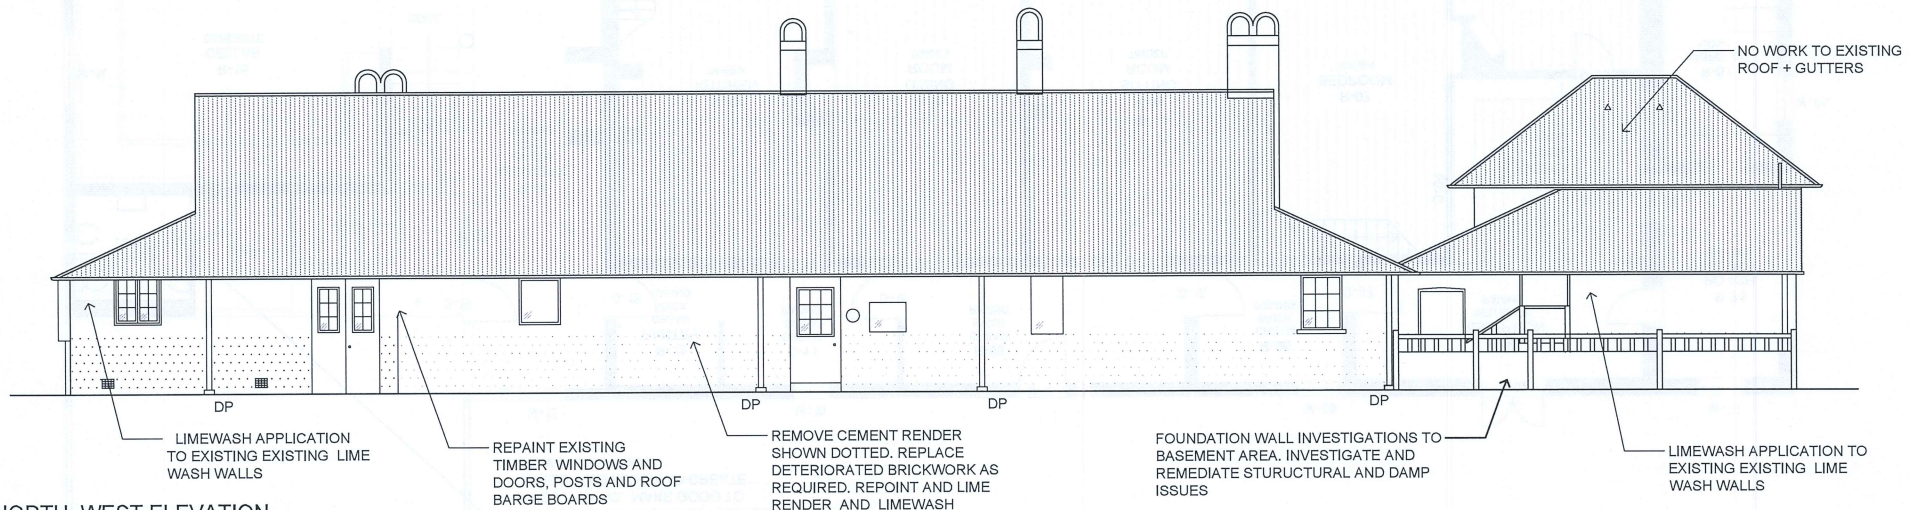 NO WORK TO EXISTING
ROOF + GUTTERS
DP
DP
DP
DP
LIMEWASH APPLICATION
TO EXISTING EXISTING LIME
WASH WALLS
REPAINT EXISTING
TIMBER WINDOWS AND
DOORS, POSTS AND ROOF
BARGE BOARDS
REMOVE CEMENT RENDER
SHOWN DOTTED. REPLACE
DETERIORATED BRICKWORK AS
REQUIRED. REPOINT AND LIME
RENDER AND LIMEWASH
FOUNDATION WALL INVESTIGATIONS TO
BASEMENT AREA. INVESTIGATE AND
REMEDIATE STURUCTURAL AND DAMP
ISSUES
LIMEWASH APPLICATION TO
EXISTING EXISTING LIME
WASH WALLS
NORTH WEST ELEVATION